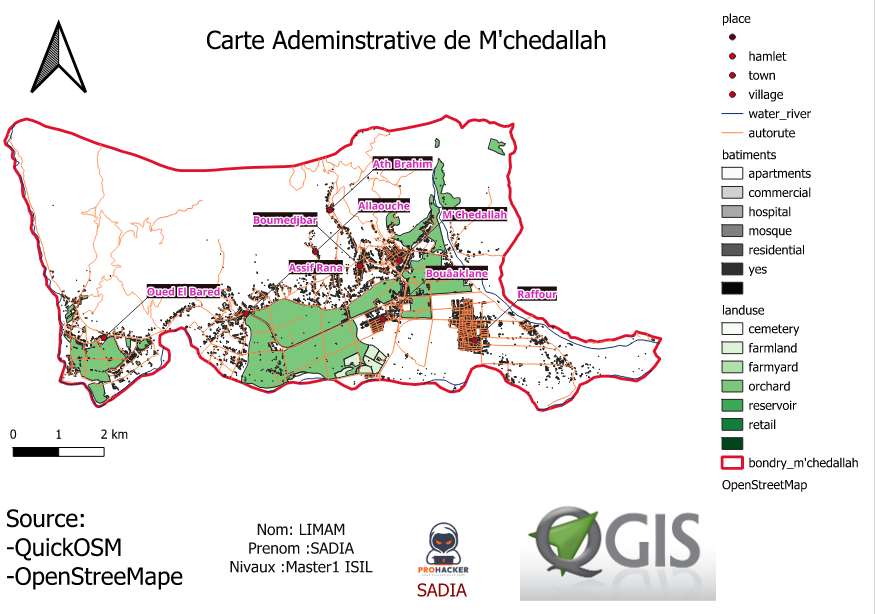 Carte Ademinstrative de M'chedallah
Ath Brahim
Allaouche
Boumedjbar
M'Chedallah
Assif Rana
Bouâaklane
Oued El Bared
Raffour
0 1 2 km
place
hamlet
town
village
water_river
autorute
batiments
apartments
commercial
hospital
mosque
residential
yes
landuse
cemetery
farmland
farmyard
orchard
reservoir
retail
bondry_m'chedallah
OpenStreetMap
Source:
-QuickOSM
-OpenStreeMape
Nom: LIMAM
Prenom :SADIA
Nivaux :Master1 ISIL
PROHACKER
SADIA
QGIS